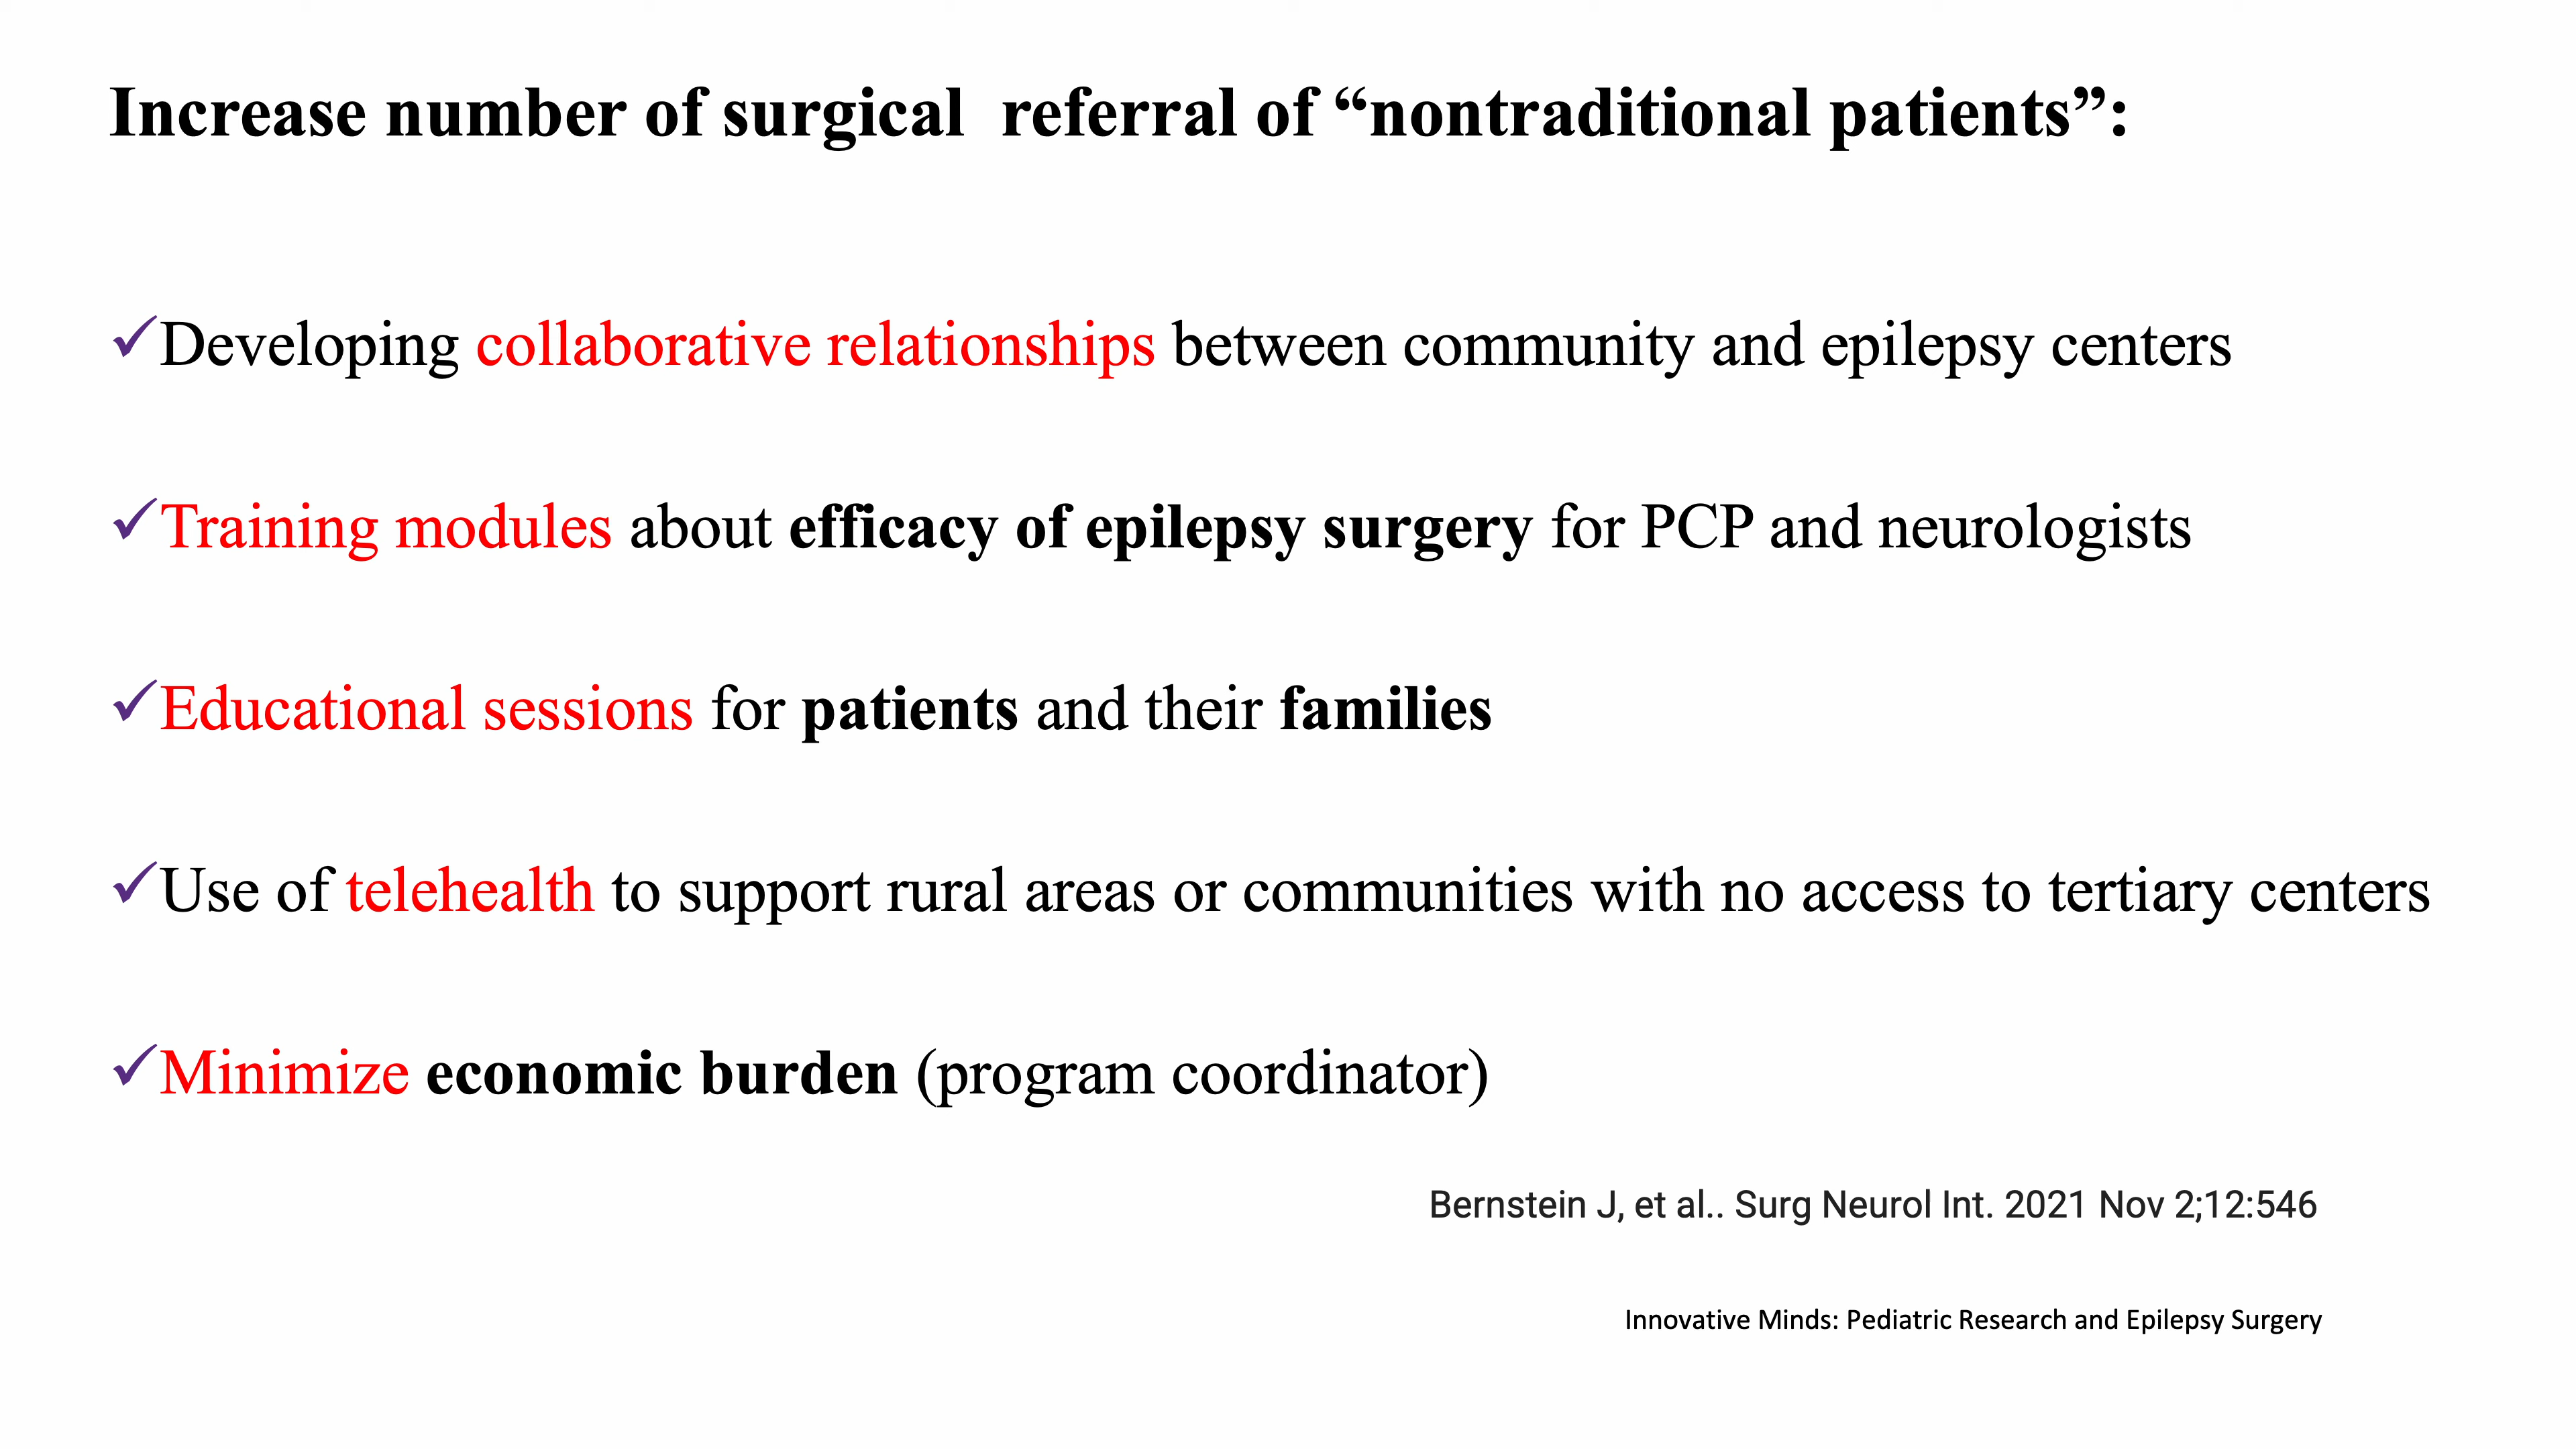 Increase number of surgical  referral of “nontraditional patients”:
✓Developing collaborative relationships between community and epilepsy centers
✓Training modules about efficacy of epilepsy surgery for PCP and neurologists
✓Educational sessions for patients and their families
✓Use of telehealth to support rural areas or communities with no access to tertiary centers
✓Minimize economic burden (program coordinator)
Bernstein J, et al.. Surg Neurol Int. 2021 Nov 2;12:546
Innovative Minds: Pediatric Research and Epilepsy Surgery